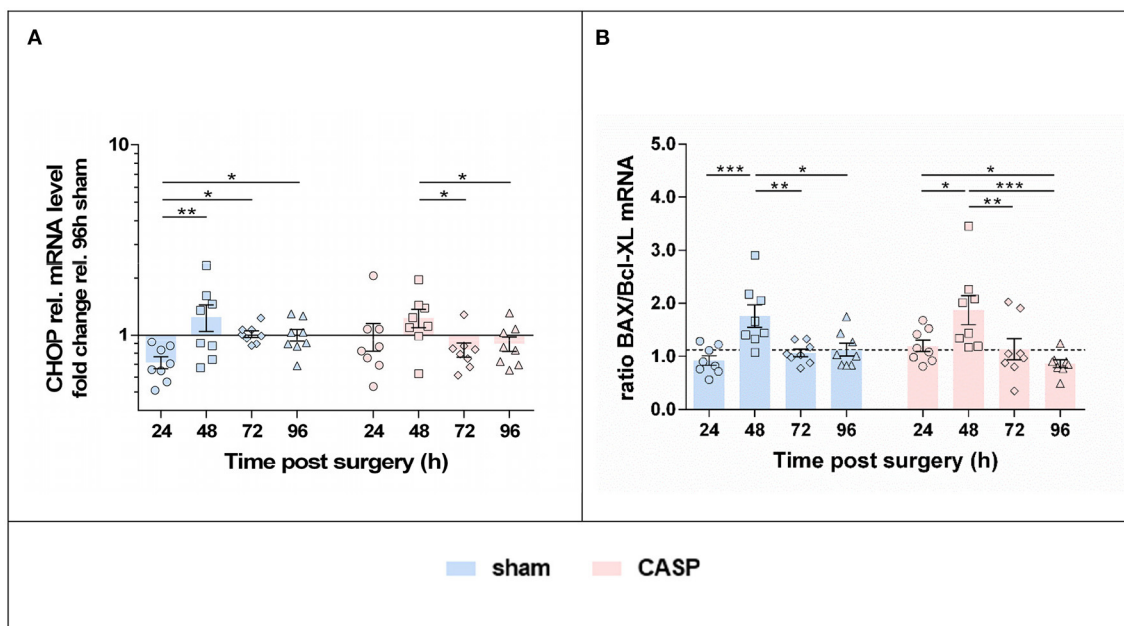 A
CHOP rel. mRNA level
fold change rel. 96h sham
10
1
*
*
**
*
*
24 48 72 96 24 48 72 96
Time post surgery (h)
B
ratio BAX/Bcl-XL mRNA
5.0
4.0
3.0
2.0
1.0
0.0
*** *
**
*
* ***
**
24 48 72 96 24 48 72 96
Time post surgery (h)
sham CASP